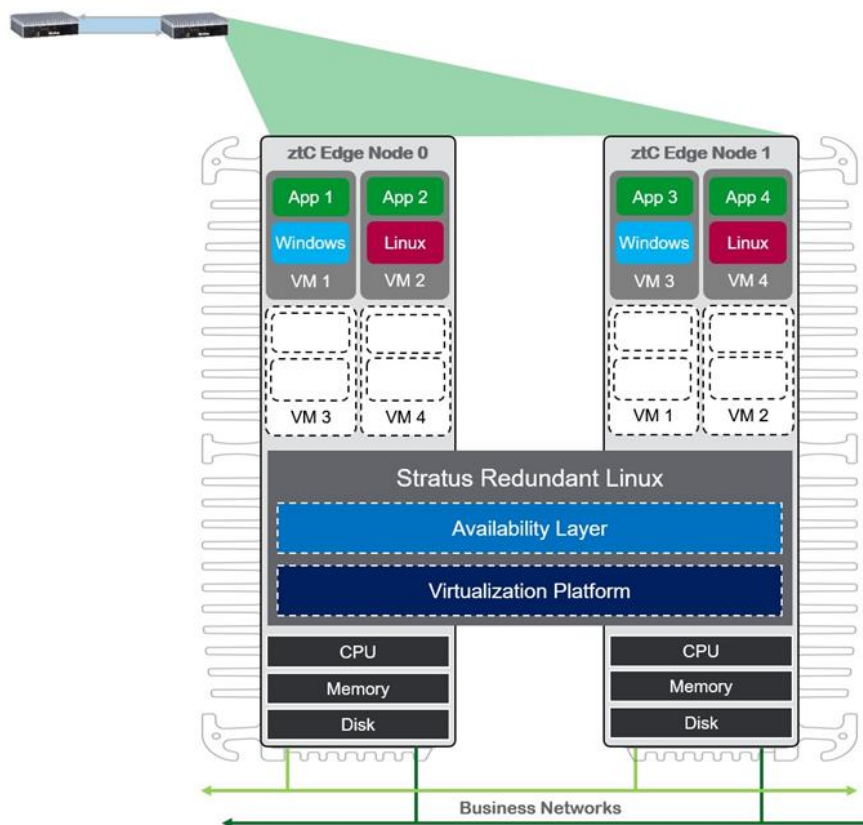 ztC Edge Node 0
ztC Edge Node 1
App 1
App 2
App 3
App 4
Windows
Linux
Windows
Linux
VM 1
VM 2
VM 3
VM 4
VM 3
VM 4
VM 1
VM 2
Stratus Redundant Linux
Availability Layer
Virtualization Platform
CPU
CPU
Memory
Memory
Disk
Disk
Business Networks